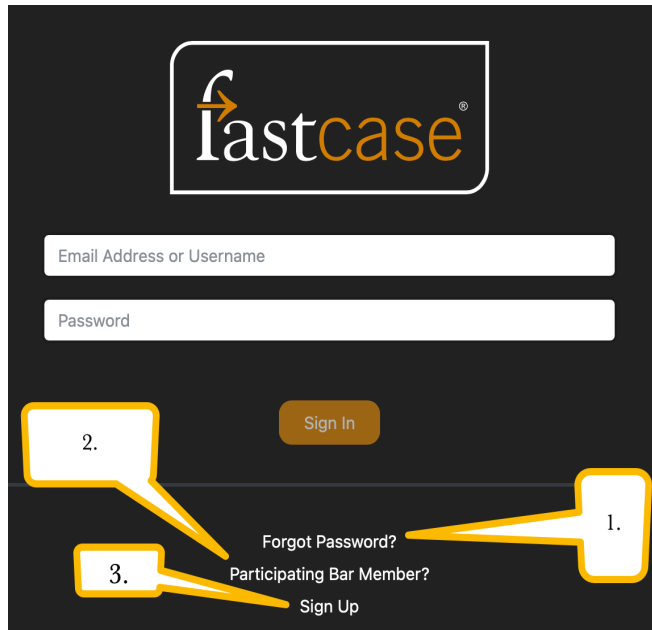 fastcase®
Email Address or Username
Password
Sign In
2.
1.
Forgot Password?
Participating Bar Member?
3.
Sign Up